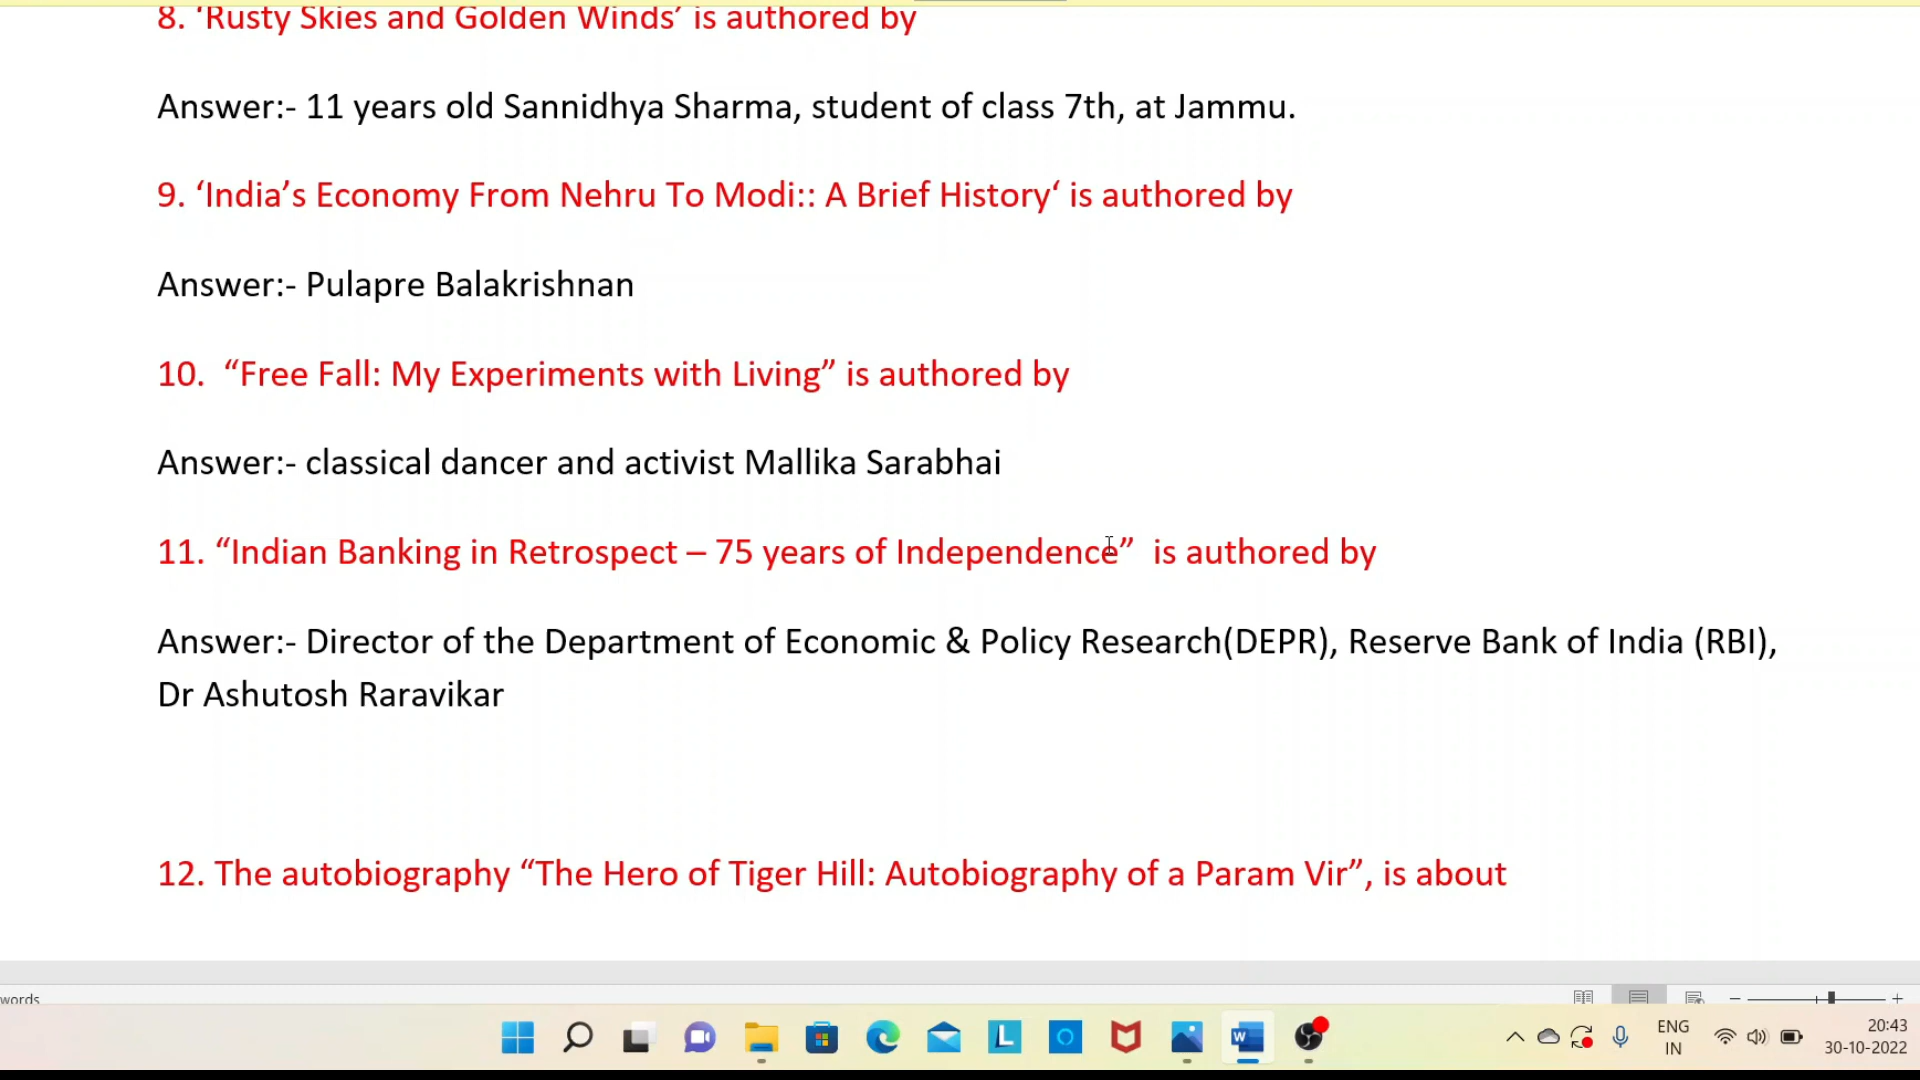 8. ‘Rusty Skies and Golden Winds’ is authored by
Answer:- 11 years old Sannidhya Sharma, student of class 7th, at Jammu.
9. ‘India’s Economy From Nehru To Modi:: A Brief History‘ is authored by
Answer:- Pulapre Balakrishnan
10.  “Free Fall: My Experiments with Living” is authored by
Answer:- classical dancer and activist Mallika Sarabhai
11. “Indian Banking in Retrospect – 75 years of Independence”  is authored by
Answer:- Director of the Department of Economic & Policy Research(DEPR), Reserve Bank of India (RBI),
Dr Ashutosh Raravikar
12. The autobiography “The Hero of Tiger Hill: Autobiography of a Param Vir”, is about
words
ENG
IN
20:43
30-10-2022